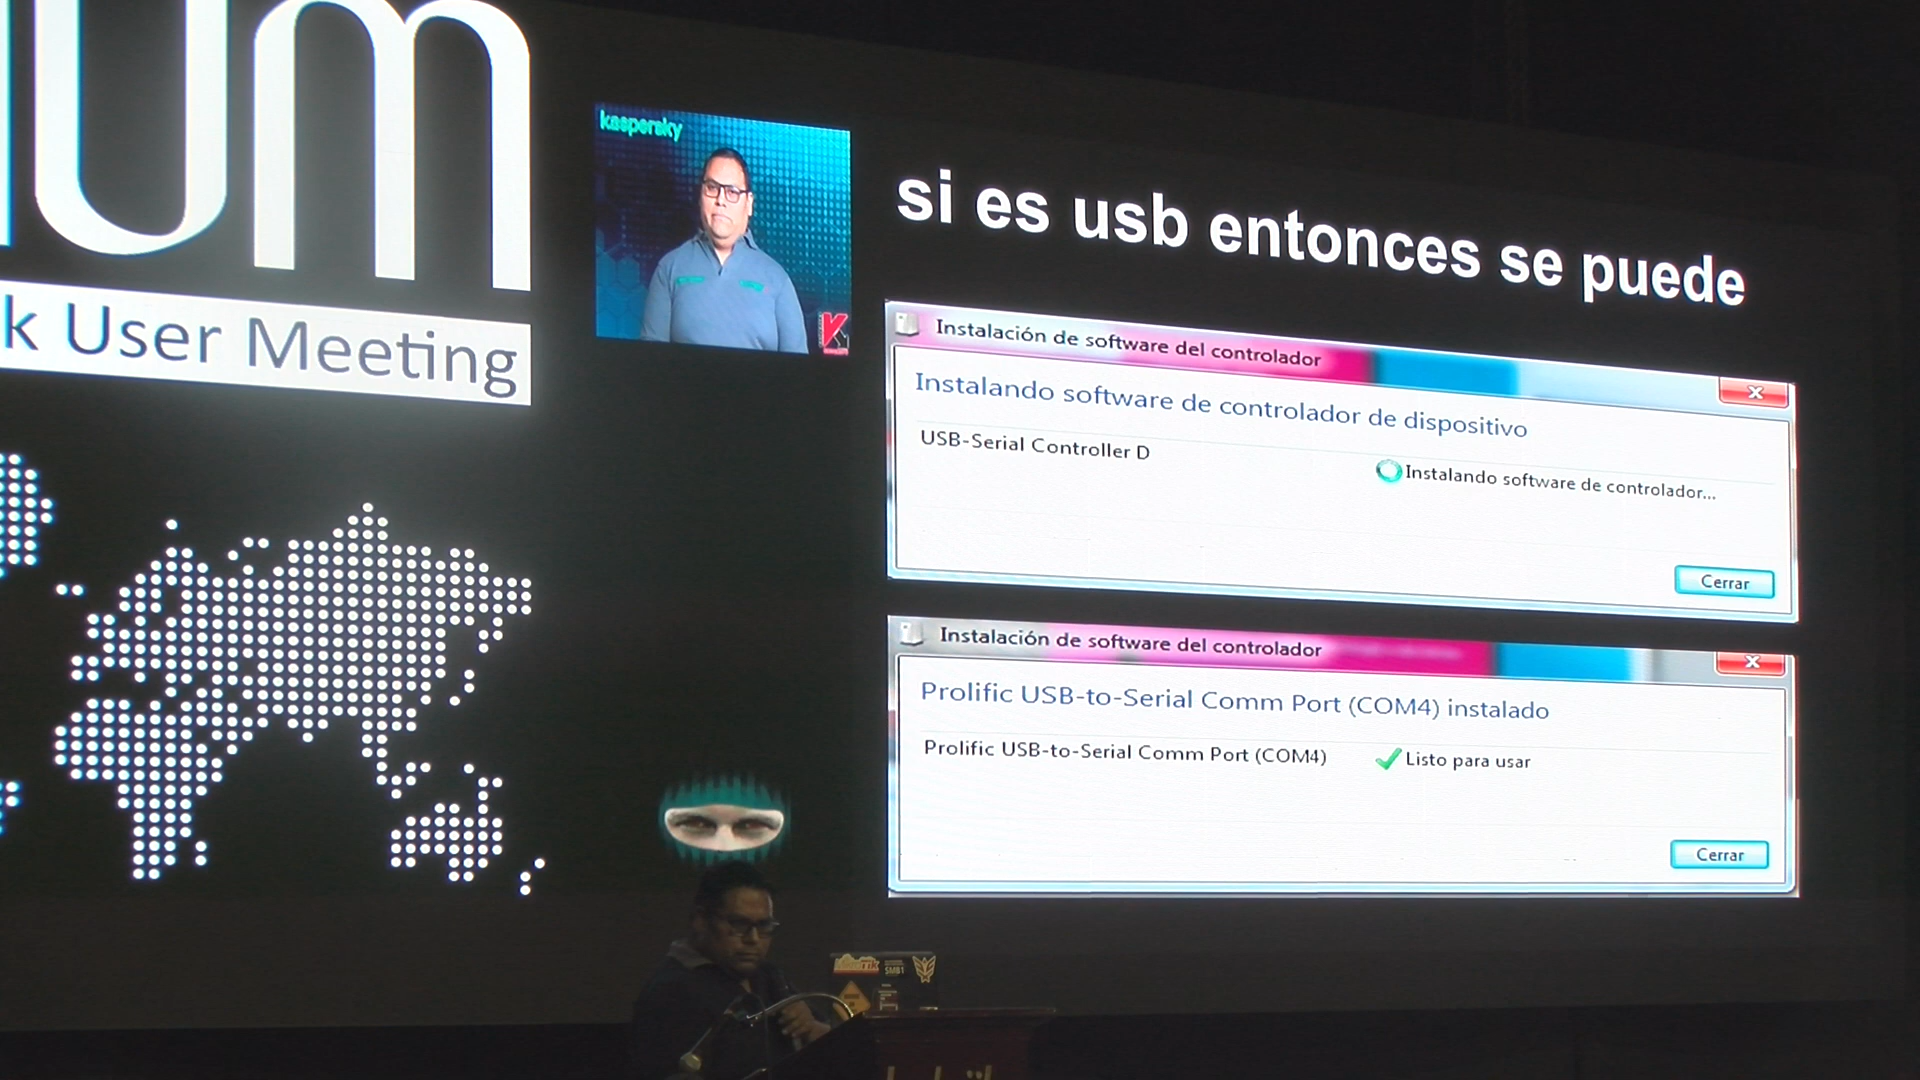 um
k User Meeting
kaspersky
si es usb entonces se puede
Instalación de software del controlador
Instalando software de controlador de dispositivo
USB-Serial Controller D
Instalando software de controlador...
Cerrar
Instalación de software del controlador
Prolific USB-to-Serial Comm Port (COM4) instalado
Prolific USB-to-Serial Comm Port (COM4)
Listo para usar
Cerrar
SMB1